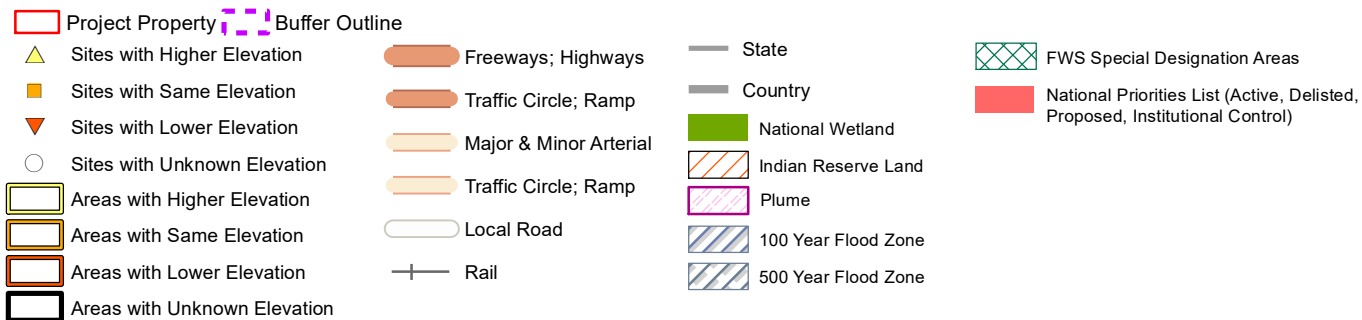 Project Property
Buffer Outline
Sites with Higher Elevation
Sites with Same Elevation
Sites with Lower Elevation
Sites with Unknown Elevation
Areas with Higher Elevation
Areas with Same Elevation
Areas with Lower Elevation
Areas with Unknown Elevation
Freeways; Highways
Traffic Circle; Ramp
Major & Minor Arterial
Traffic Circle; Ramp
Local Road
Rail
State
Country
National Wetland
Indian Reserve Land
Plume
100 Year Flood Zone
500 Year Flood Zone
FWS Special Designation Areas
National Priorities List (Active, Delisted,
Proposed, Institutional Control)